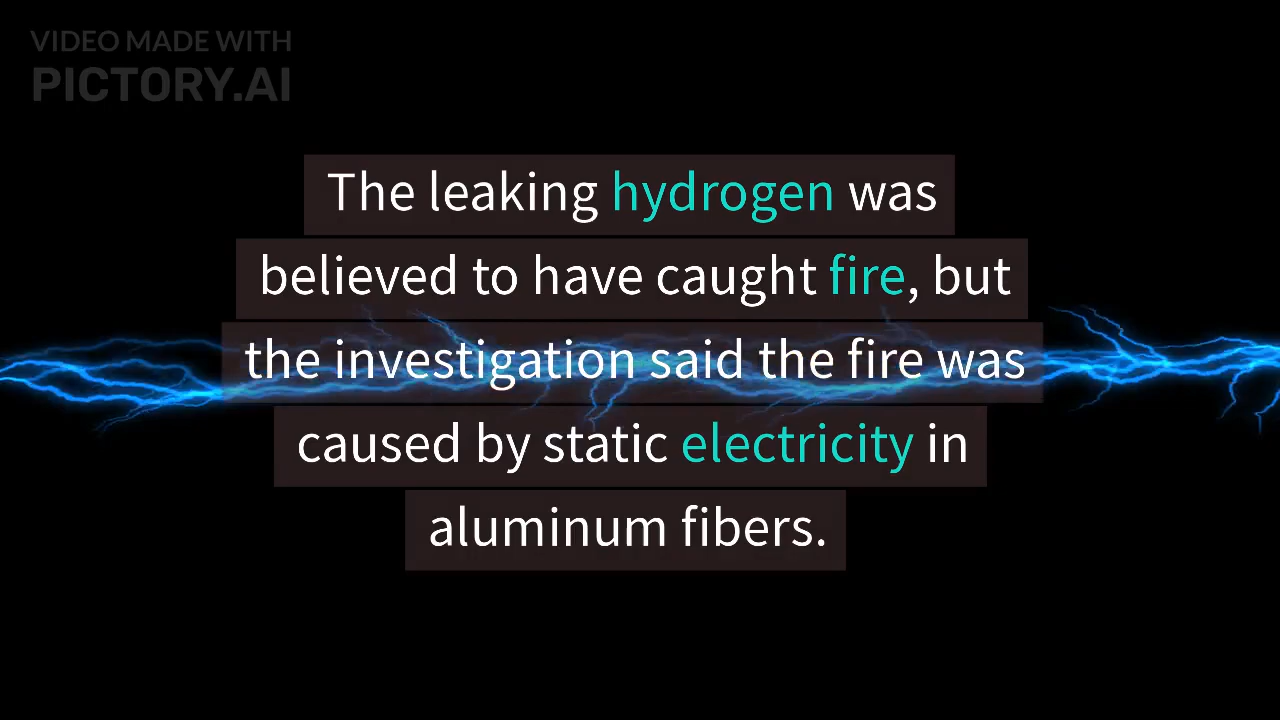 VIDEO MADE WITH
PICTORY.AI
The leaking hydrogen was
believed to have caught fire, but
the investigation said the fire was
caused by static electricity in
aluminum fibers.